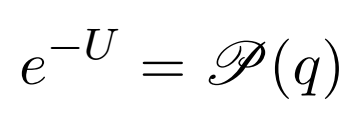 $e^{-U} = \mathscr{P}(q)$